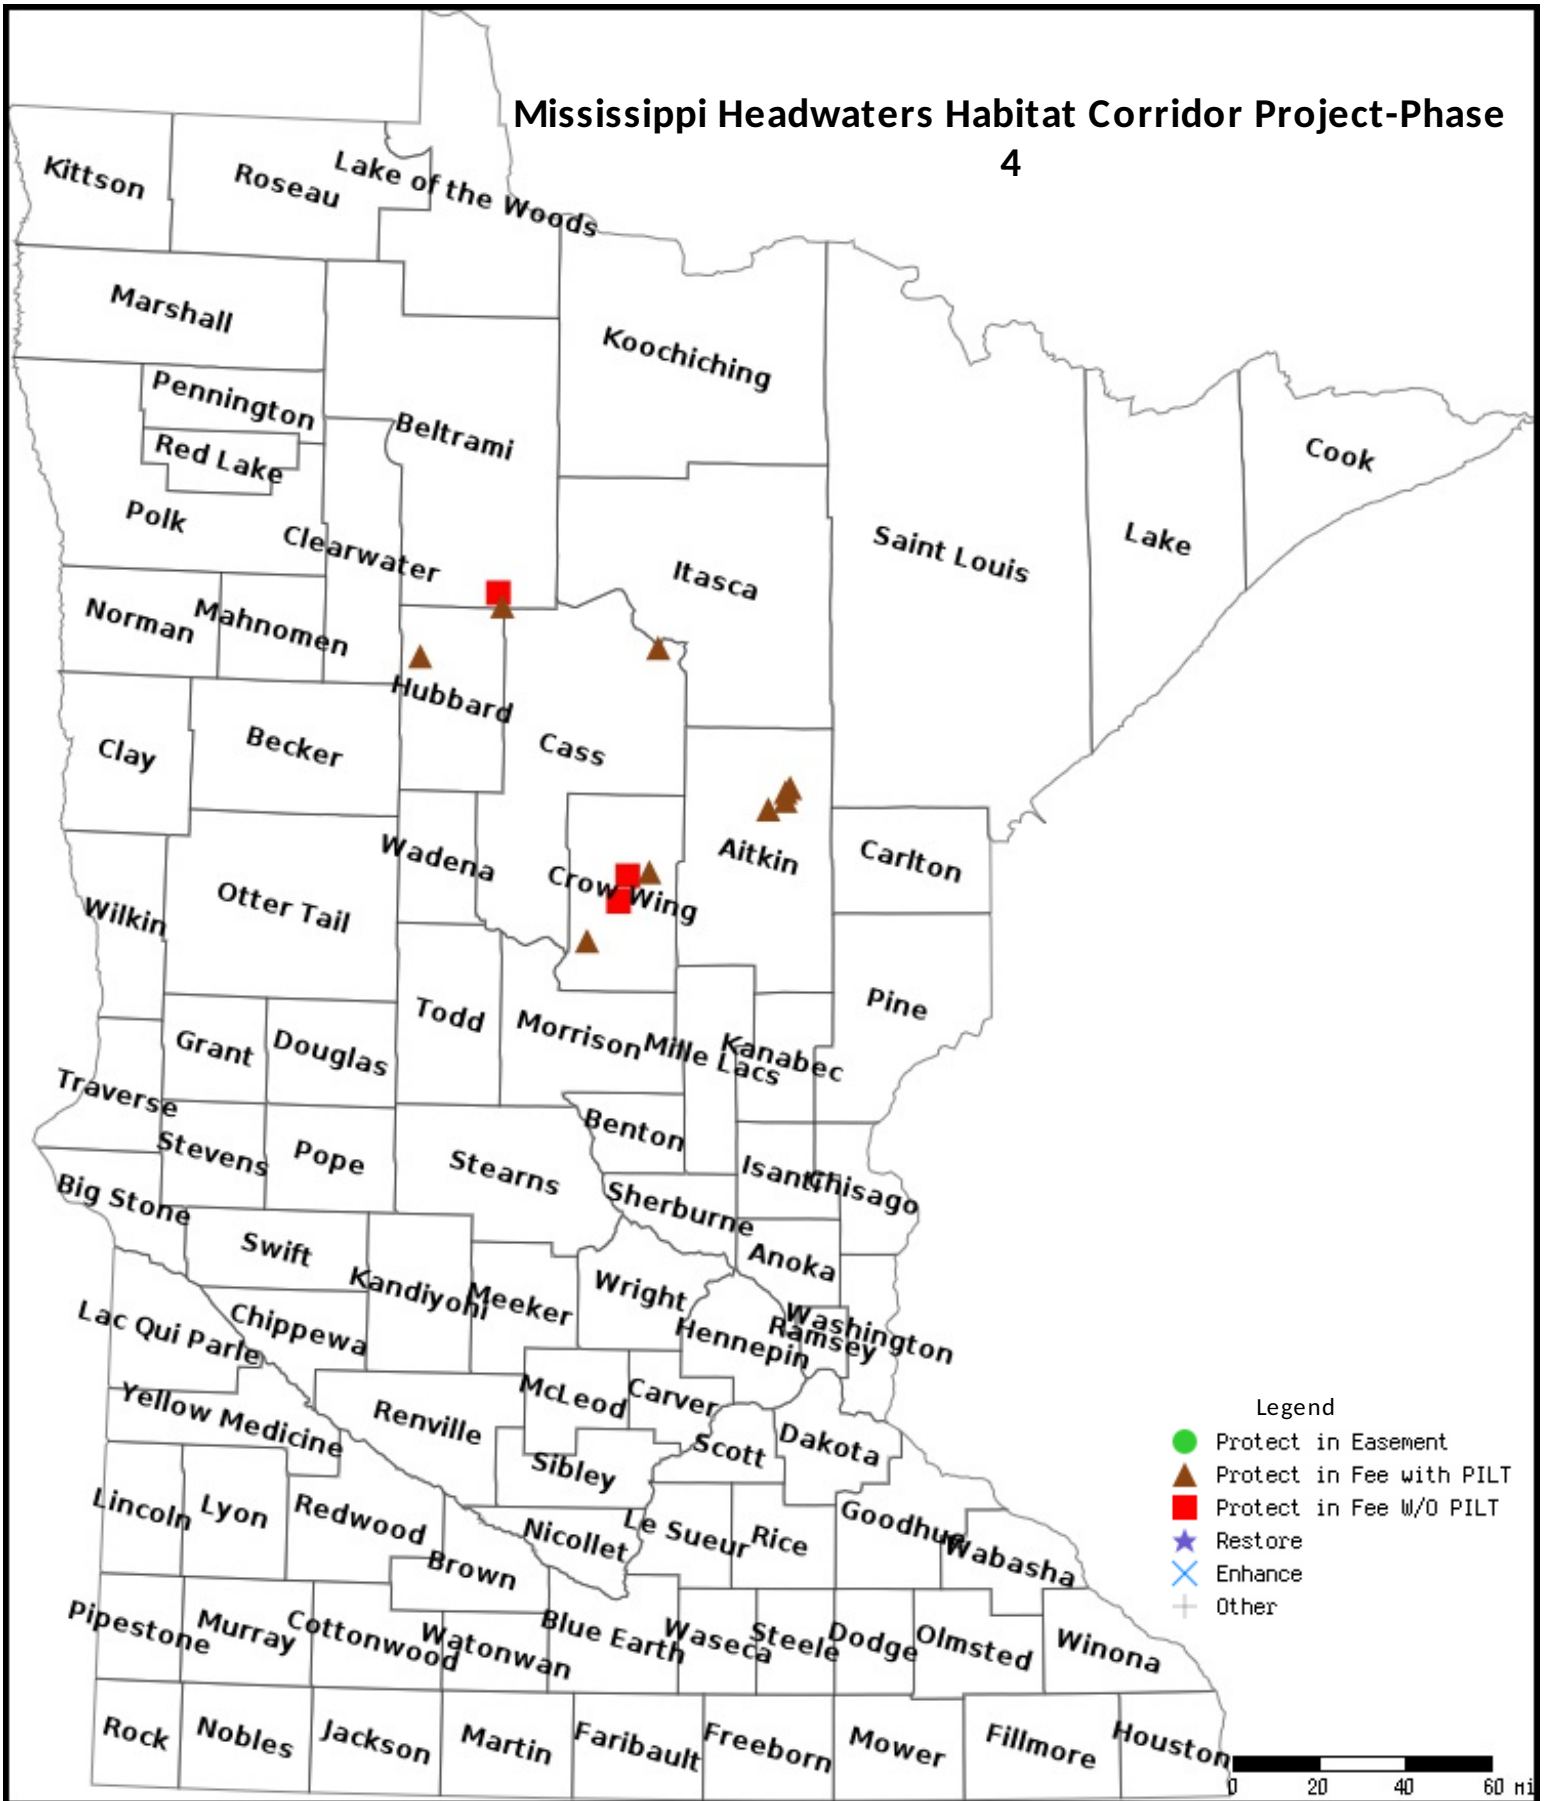 Mississippi Headwaters Habitat Corridor Project-Phase
4
Kittson
Roseau
Lake of the Woods
Marshall
Koochiching
Pennington
Beltrami
Red Lake
Cook
Polk
Clearwater
Saint Louis
Lake
Itasca
Norman
Mahnomen
Hubbard
Clay
Becker
Cass
Wadena
Aitkin
Carlton
Crow Wing
Otter Tail
Wilkin
Pine
Todd
Morrison
Mille Lacs
Kanabec
Grant
Douglas
Traverse
Benton
Stevens
Pope
Stearns
Isanti
Chisago
Big Stone
Sherburne
Swift
Anoka
Kandiyohi
Meeker
Wright
Washington
Ramsey
Hennepin
Lac Qui Parle
Chippewa
McLeod
Carver
Yellow Medicine
Renville
Scott
Dakota
Sibley
Legend
Protect in Easement
Protect in Fee with PILT
Protect in Fee W/O PILT
Restore
Enhance
Other
Lincoln
Lyon
Redwood
Nicollet
Le Sueur
Rice
Goodhue
Wabasha
Brown
Pipestone
Murray
Cottonwood
Watonwan
Blue Earth
Waseca
Steele
Dodge
Olmsted
Winona
Rock
Nobles
Jackson
Martin
Faribault
Freeborn
Mower
Fillmore
Houston
0 20 40 60 Mi